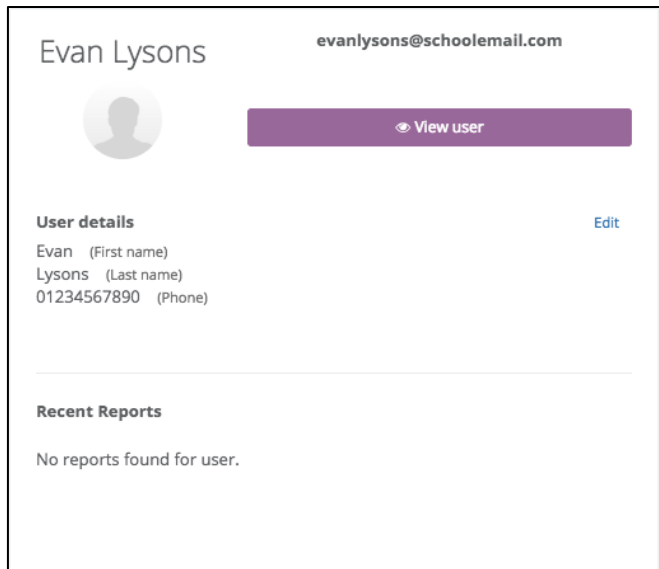 Evan Lysons
evanlysons@schoolemail.com
View user
User details
Edit
Evan (First name)
Lysons (Last name)
01234567890 (Phone)
Recent Reports
No reports found for user.